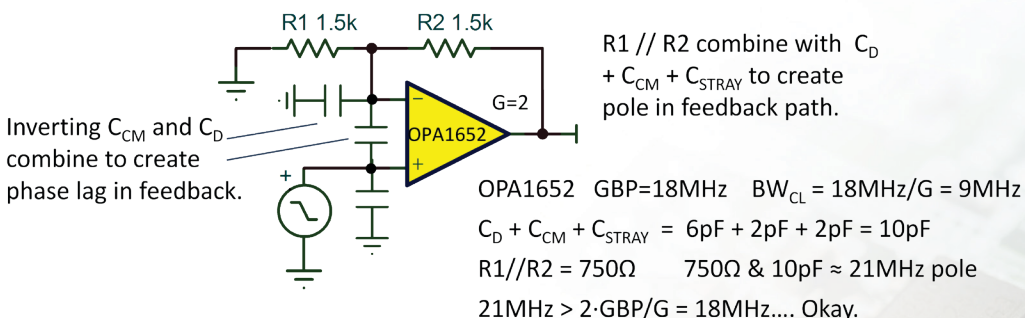 R1 1.5k
R2 1.5k
R1 // R2 combine with C_D
+ C_CM + C_STRAY to create
pole in feedback path.
−
G=2
OPA1652
+
Inverting C_CM and C_D
combine to create
phase lag in feedback.
+
OPA1652 GBP=18MHz BW_CL = 18MHz/G = 9MHz
C_D + C_CM + C_STRAY = 6pF + 2pF + 2pF = 10pF
R1//R2 = 750Ω 750Ω & 10pF ≈ 21MHz pole
21MHz > 2·GBP/G = 18MHz.... Okay.